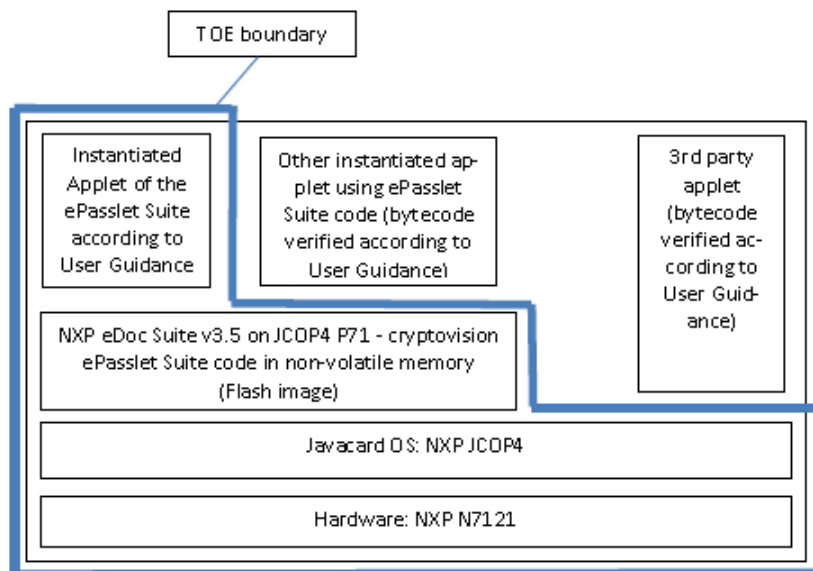 TOE boundary
Instantiated
Applet of the
ePasslet Suite
according to
User Guidance
Other instantiated ap-
plet using ePasslet
Suite code (bytecode
verified according to
User Guidance)
3rd party
applet
(bytecode
verified ac-
cording to
User Guid-
ance)
NXP eDoc Suite v3.5 on JCOP4 P71 - cryptovision
ePasslet Suite code in non-volatile memory
(Flash image)
Javacard OS: NXP JCOP4
Hardware: NXP N7121